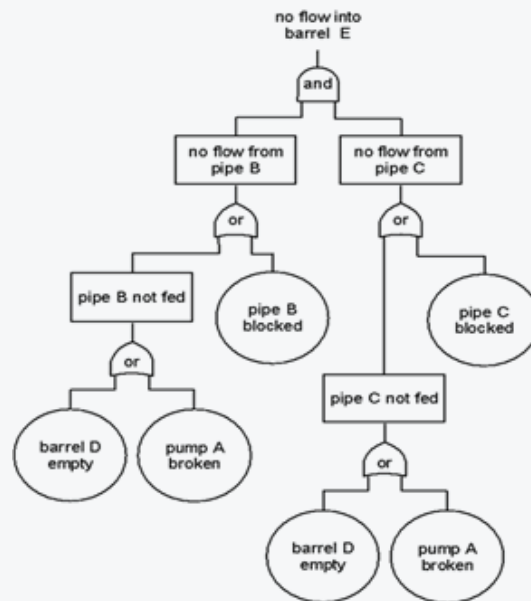 no flow into
barrel E
and
no flow from
pipe B
no flow from
pipe C
or
or
pipe B not fed
pipe B
blocked
pipe C
blocked
or
pipe C not fed
barrel D
empty
pump A
broken
or
barrel D
empty
pump A
broken